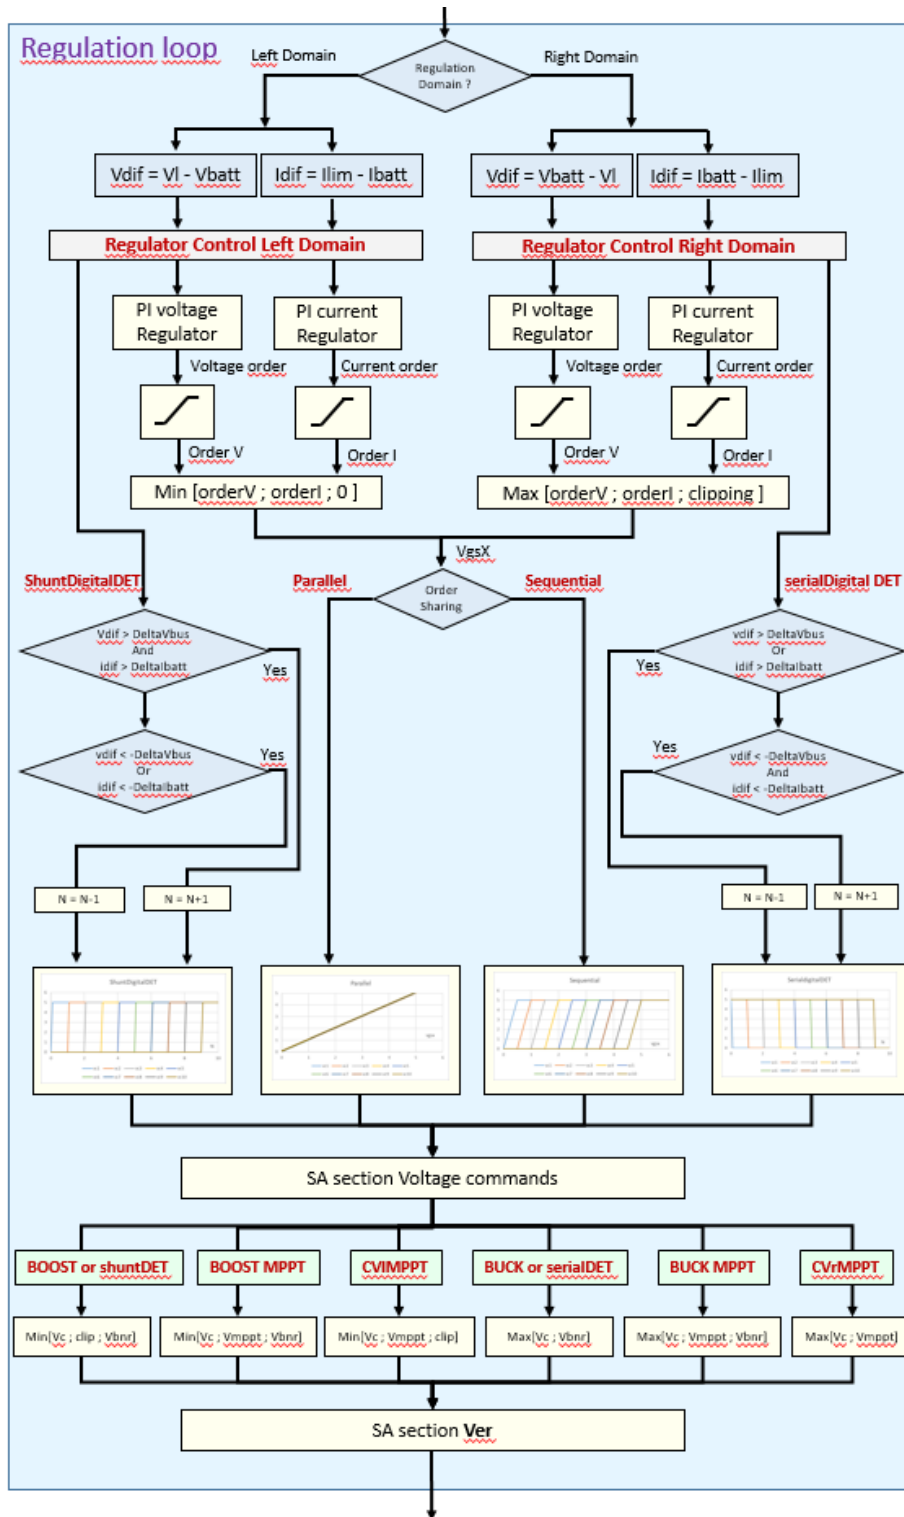 Regulation loop
Left Domain
Right Domain
Regulation
Domain ?
Vdif = Vl - Vbatt
Idif = Ilim - Ibatt
Vdif = Vbatt - Vl
Idif = Ibatt - Ilim
Regulator Control Left Domain
Regulator Control Right Domain
PI voltage
Regulator
PI current
Regulator
PI voltage
Regulator
PI current
Regulator
Voltage order
Current order
Voltage order
Current order
Order V
Order I
Order V
Order I
Min [orderV ; orderI ; 0 ]
Max [orderV ; orderI ; clipping ]
VgsX
ShuntDigitalDET
Parallel
Order
Sharing
Sequential
serialDigital DET
Vdif > DeltaVbus
And
idif > DeltaIbatt
Yes
vdif > DeltaVbus
Or
idif > DeltaIbatt
Yes
vdif < -DeltaVbus
Or
idif < -DeltaIbatt
Yes
vdif < -DeltaVbus
And
idif < -DeltaIbatt
Yes
N = N-1
N = N+1
N = N-1
N = N+1
ShuntDigitalDET
Parallel
Sequential
SerialDigitalDET
SA section Voltage commands
BOOST or shuntDET
BOOST MPPT
CVlMPPT
BUCK or serialDET
BUCK MPPT
CVrMPPT
Min[Vc ; clip ; Vbnr]
Min[Vc ; Vmppt ; Vbnr]
Min[Vc ; Vmppt ; clip]
Max[Vc ; Vbnr]
Max[Vc ; Vmppt ; Vbnr]
Max[Vc ; Vmppt]
SA section Ver